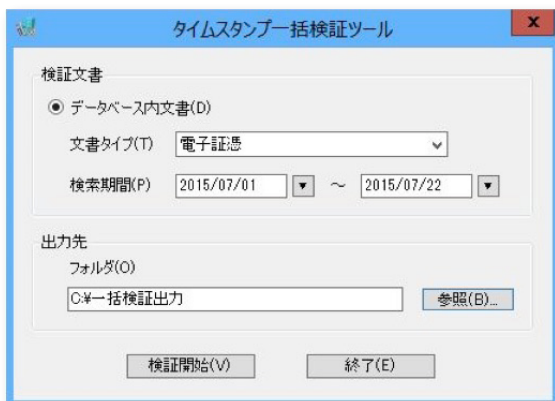 タイムスタンプ一括検証ツール
x
検証文書
データベース内文書(D)
文書タイプ(T) 電子証憑
検索期間(P) 2015/07/01 ～ 2015/07/22
出力先
フォルダ(O)
C:¥一括検証出力 参照(B)...
検証開始(V) 終了(E)